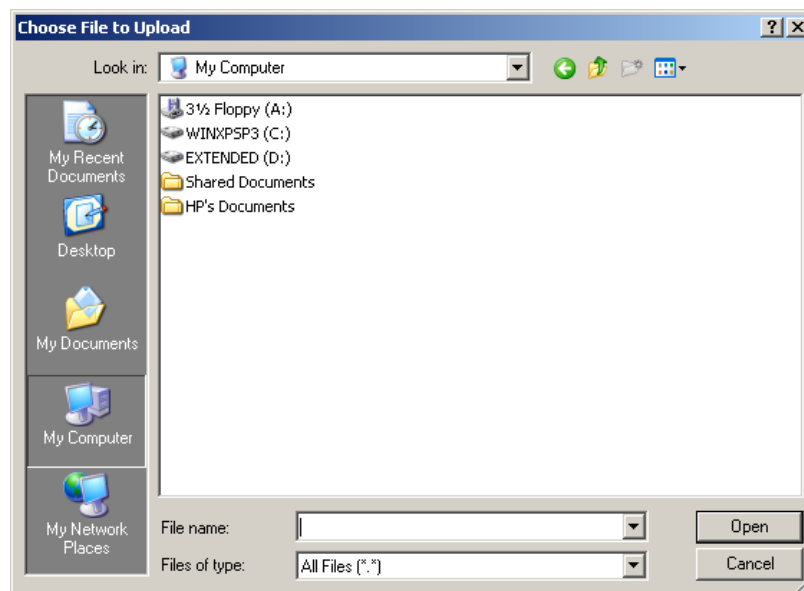 Choose File to Upload
Look in: My Computer
3½ Floppy (A:)
WINXPSP3 (C:)
EXTENDED (D:)
Shared Documents
HP's Documents
My Recent
Documents
Desktop
My Documents
My Computer
My Network
Places
File name:
Open
Files of type: All Files (*.*)
Cancel